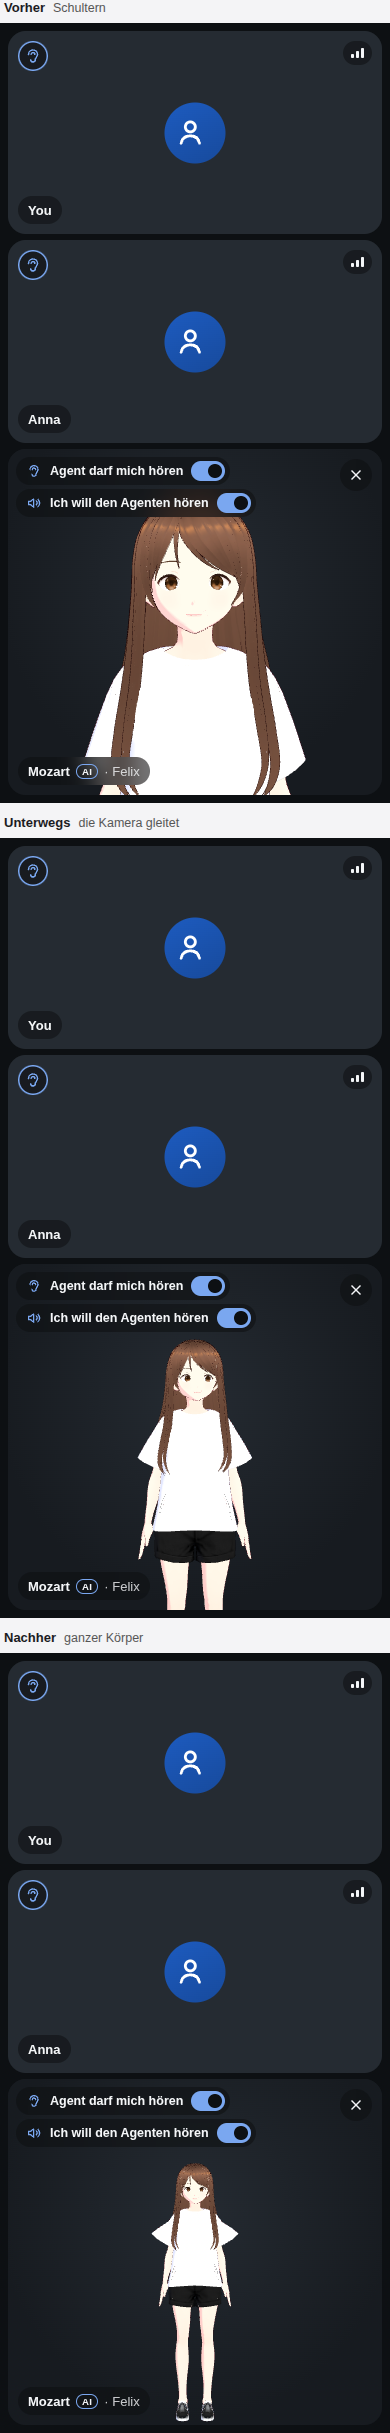 Vorher Schultern
You
Anna
Agent darf mich hören
Ich will den Agenten hören
Mozart AI · Felix
Unterwegs die Kamera gleitet
You
Anna
Agent darf mich hören
Ich will den Agenten hören
Mozart AI · Felix
Nachher ganzer Körper
You
Anna
Agent darf mich hören
Ich will den Agenten hören
Mozart AI · Felix